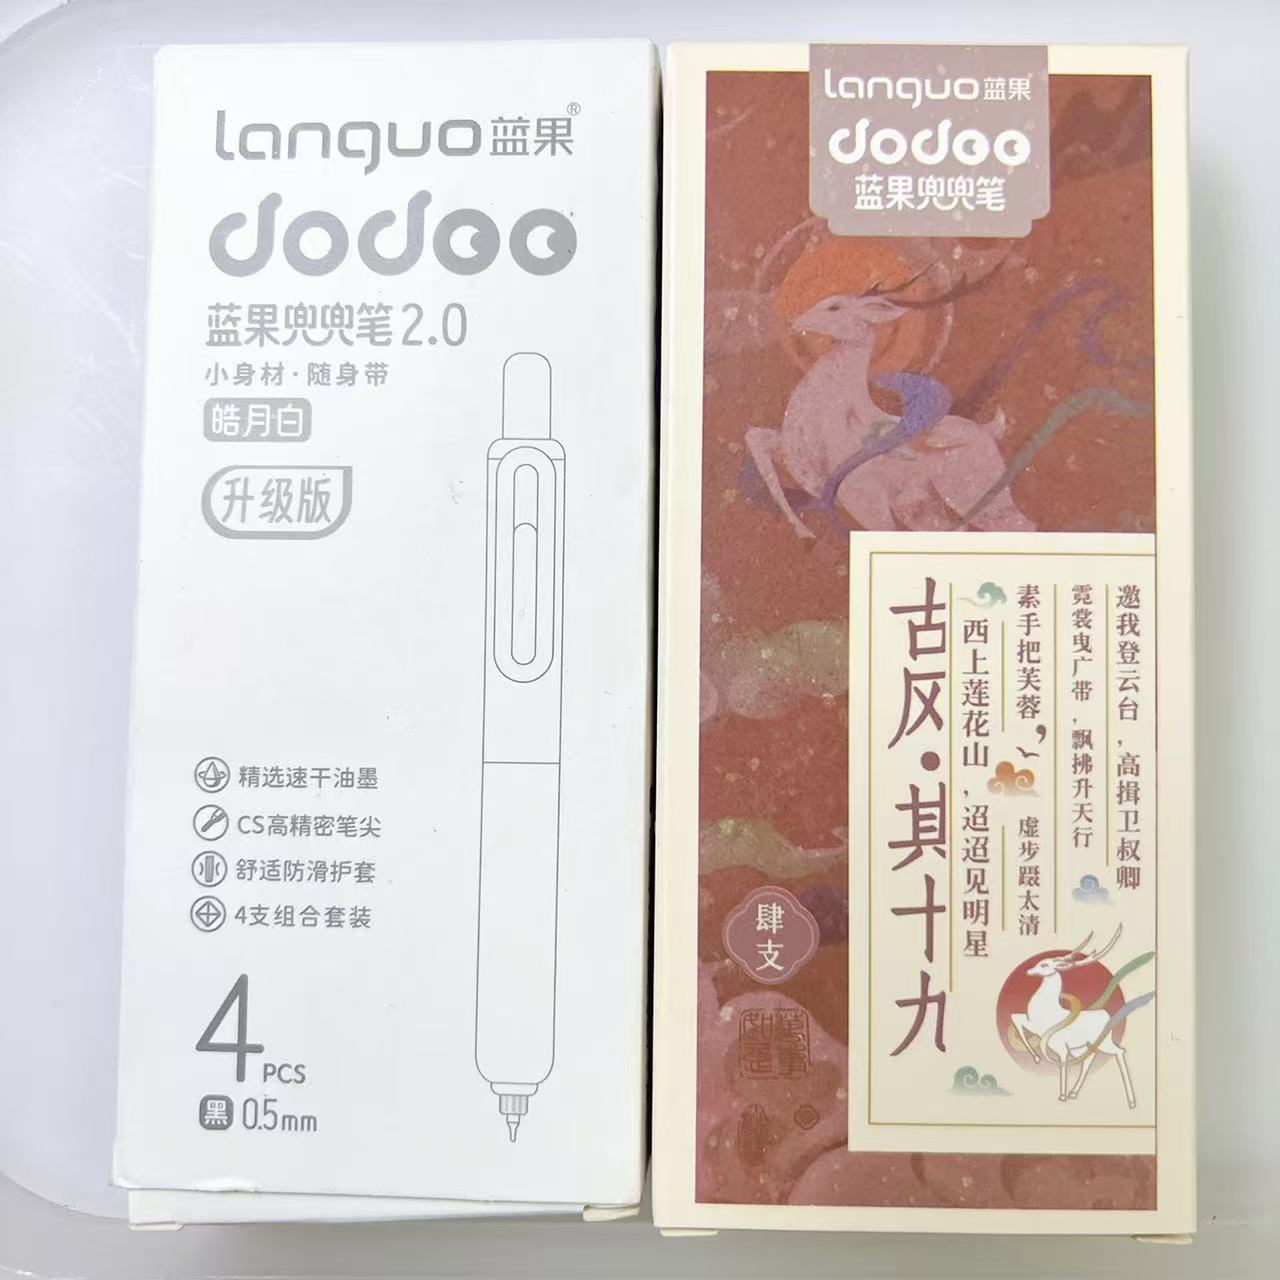 Languo蓝果®
dodoo
蓝果兜兜笔2.0
小身材·随身带
皓月白
升级版
精选速干油墨
CS高精密笔尖
舒适防滑护套
4支组合套装
4PCS
黑 0.5mm
Languo蓝果
dodoo
蓝果兜兜笔
邀我登云台，高揖卫叔卿
霓裳曳广带，飘拂升天行
素手把芙蓉，虚步蹑太清
西上莲花山，迢迢见明星
古风·其十九
肆支
萬事如意